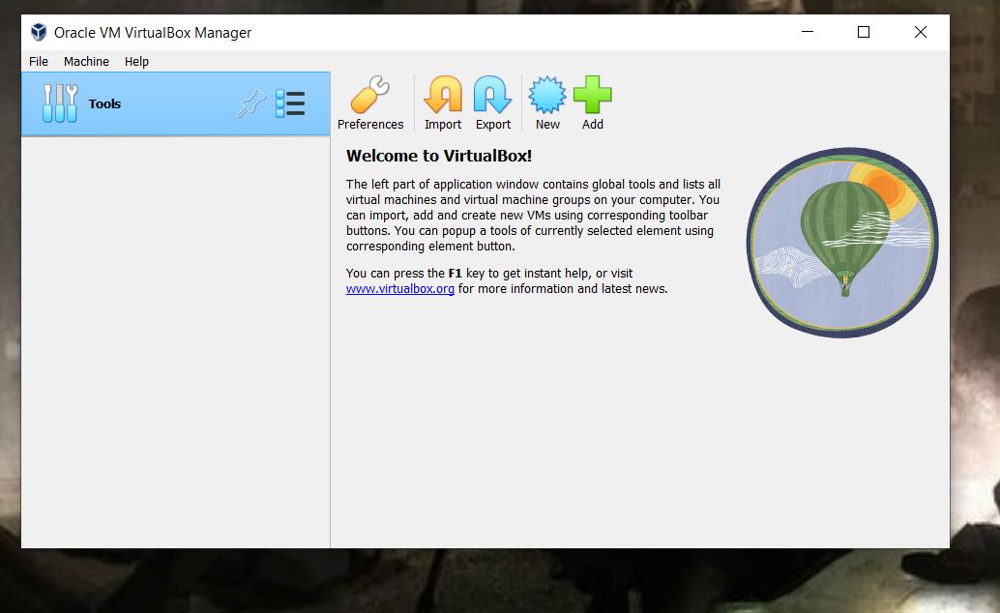 Oracle VM VirtualBox Manager
File Machine Help
Tools
Preferences Import Export New Add
Welcome to VirtualBox!
The left part of application window contains global tools and lists all
virtual machines and virtual machine groups on your computer. You
can import, add and create new VMs using corresponding toolbar
buttons. You can popup a tools of currently selected element using
corresponding element button.
You can press the F1 key to get instant help, or visit
www.virtualbox.org for more information and latest news.